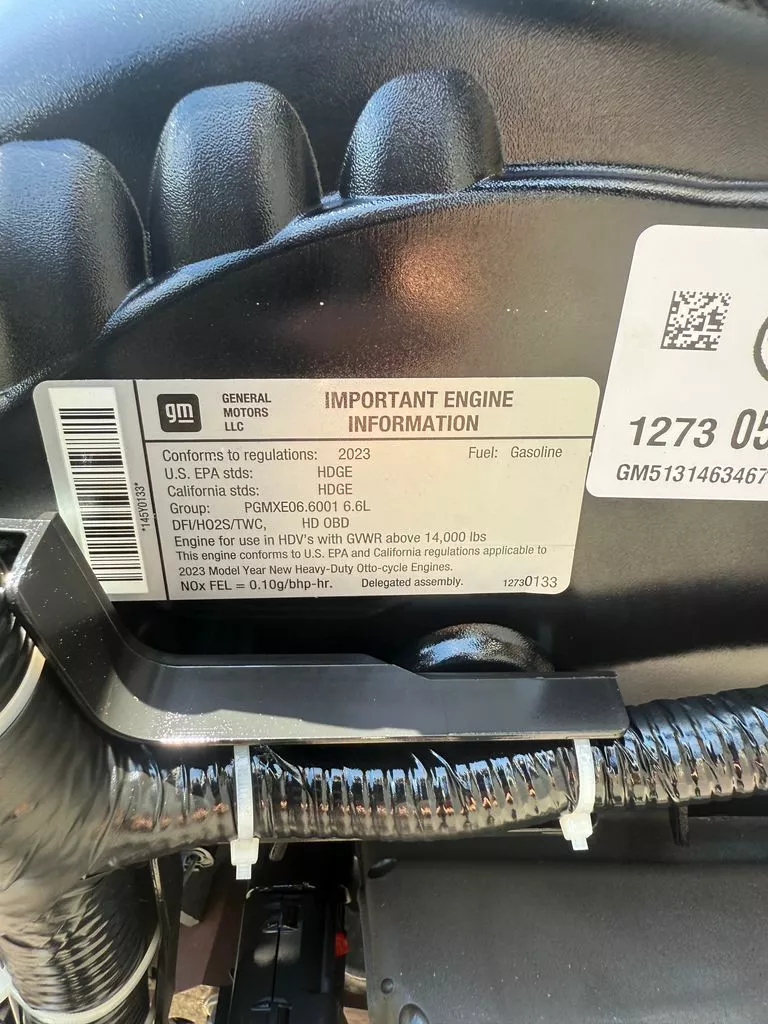 gm
GENERAL
MOTORS
LLC
IMPORTANT ENGINE
INFORMATION
Conforms to regulations: 2023 Fuel: Gasoline
U.S. EPA stds: HDGE
California stds: HDGE
Group: PGMXE06.6001 6.6L
DFI/HO2S/TWC, HD OBD
Engine for use in HDV's with GVWR above 14,000 lbs
This engine conforms to U.S. EPA and California regulations applicable to
2023 Model Year New Heavy-Duty Otto-cycle Engines.
NOx FEL = 0.10g/bhp-hr. Delegated assembly. 12730133
*145Y0133*
1273 05
GM5131463467